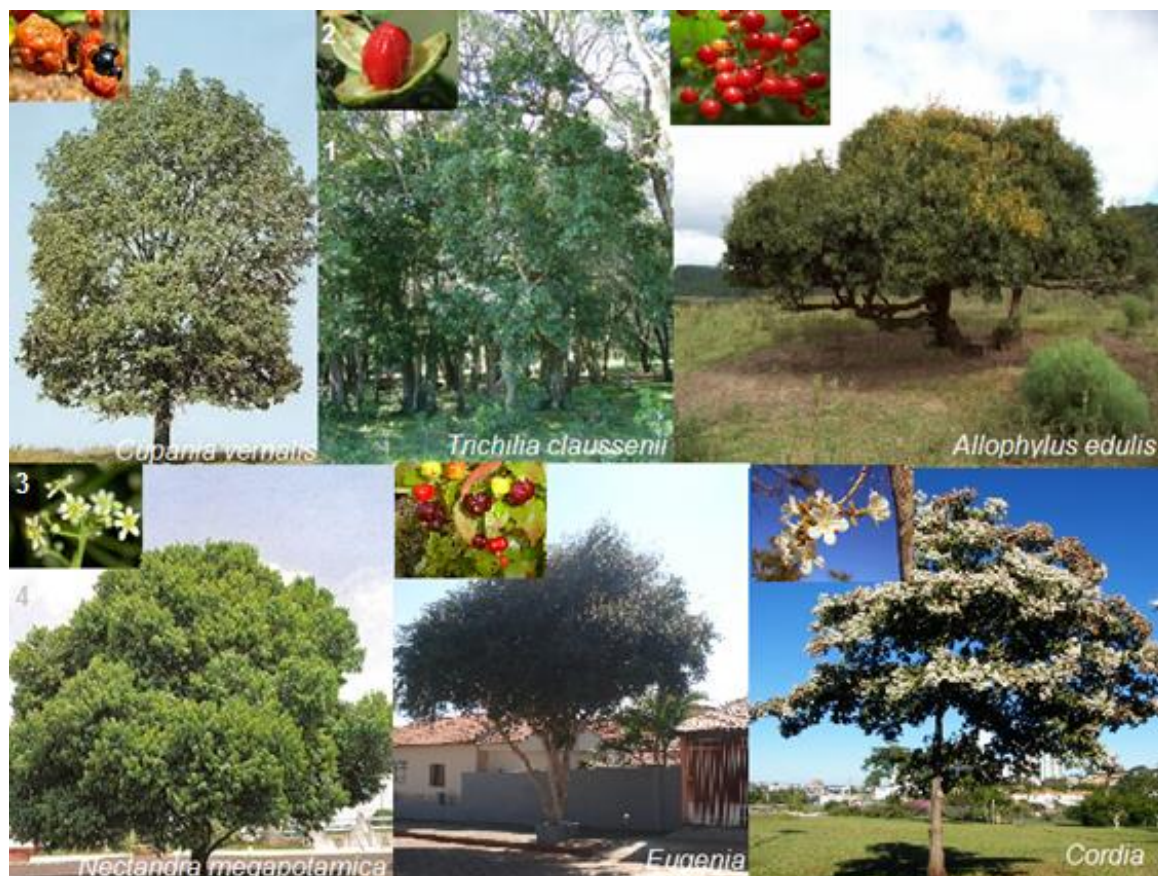 2
1
Cupania vernalis
Trichilia claussenii
Allophylus edulis
3
4
Nectandra megapotamica
Eugenia
Cordia